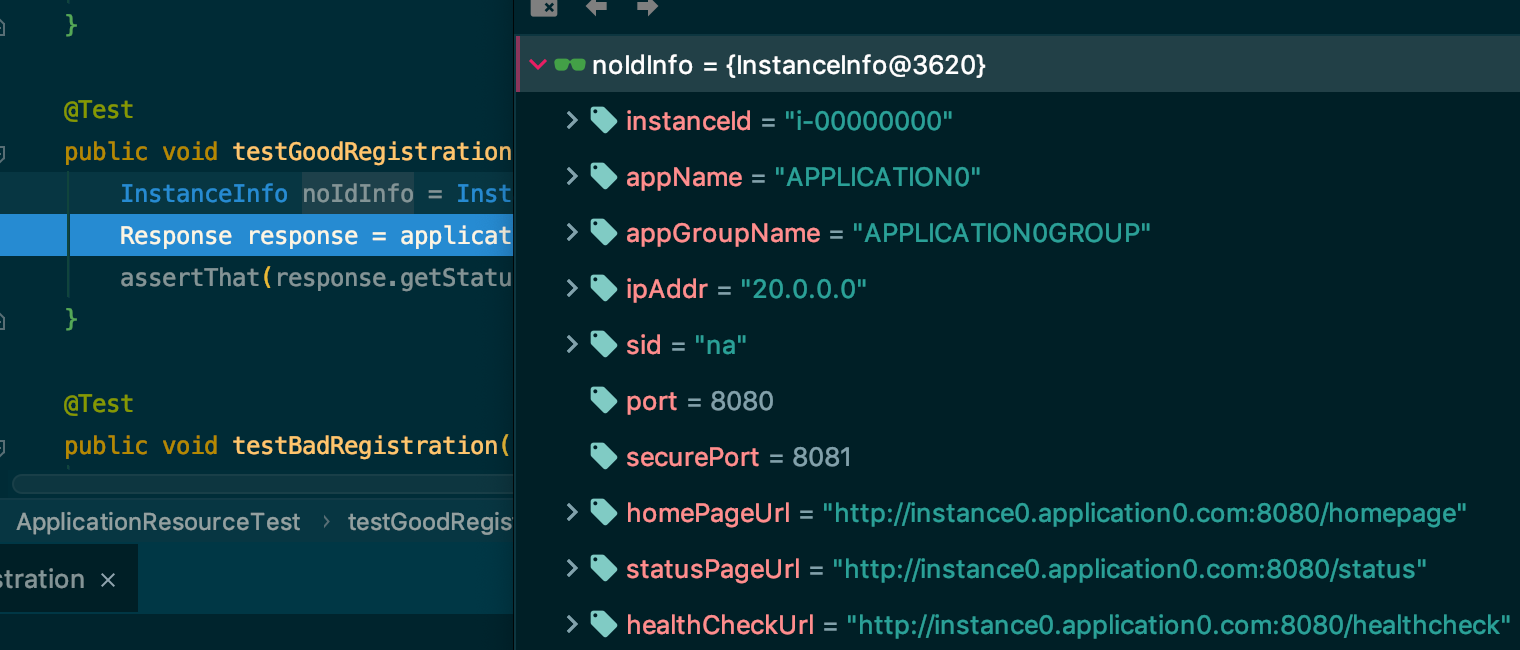 }
@Test
public void testGoodRegistration
InstanceInfo noIdInfo = Inst
Response response = applicat
assertThat(response.getStatu
}
@Test
public void testBadRegistration(
ApplicationResourceTest › testGoodRegis
stration ×
noIdInfo = {InstanceInfo@3620}
instanceId = "i-00000000"
appName = "APPLICATION0"
appGroupName = "APPLICATION0GROUP"
ipAddr = "20.0.0.0"
sid = "na"
port = 8080
securePort = 8081
homePageUrl = "http://instance0.application0.com:8080/homepage"
statusPageUrl = "http://instance0.application0.com:8080/status"
healthCheckUrl = "http://instance0.application0.com:8080/healthcheck"